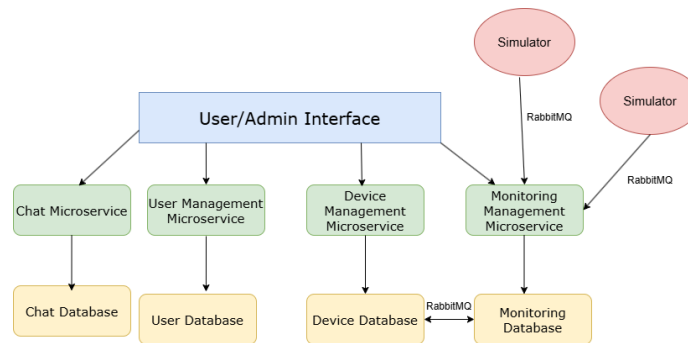 Simulator
Simulator
RabbitMQ
User/Admin Interface
RabbitMQ
Chat Microservice
User Management
Microservice
Device
Management
Microservice
Monitoring
Management
Microservice
Chat Database
User Database
Device Database
RabbitMQ
Monitoring
Database